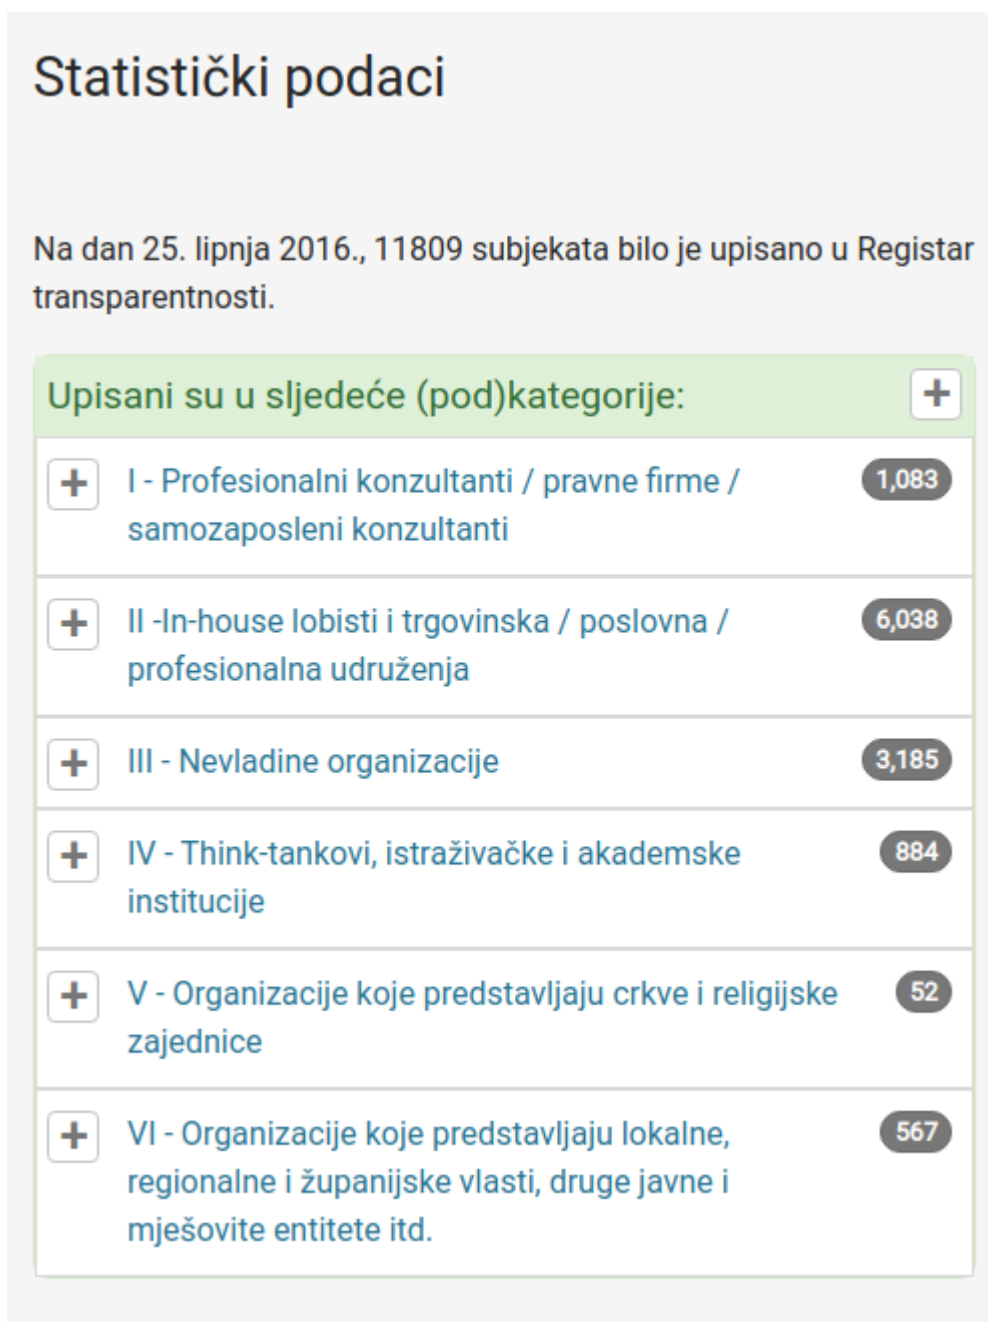 Statistički podaci
Na dan 25. lipnja 2016., 11809 subjekata bilo je upisano u Registar
transparentnosti.
Upisani su u sljedeće (pod)kategorije:
I - Profesionalni konzultanti / pravne firme / 1,083
samozaposleni konzultanti
II -In-house lobisti i trgovinska / poslovna / 6,038
profesionalna udruženja
III - Nevladine organizacije 3,185
IV - Think-tankovi, istraživačke i akademske 884
institucije
V - Organizacije koje predstavljaju crkve i religijske 52
zajednice
VI - Organizacije koje predstavljaju lokalne, 567
regionalne i županijske vlasti, druge javne i
mješovite entitete itd.